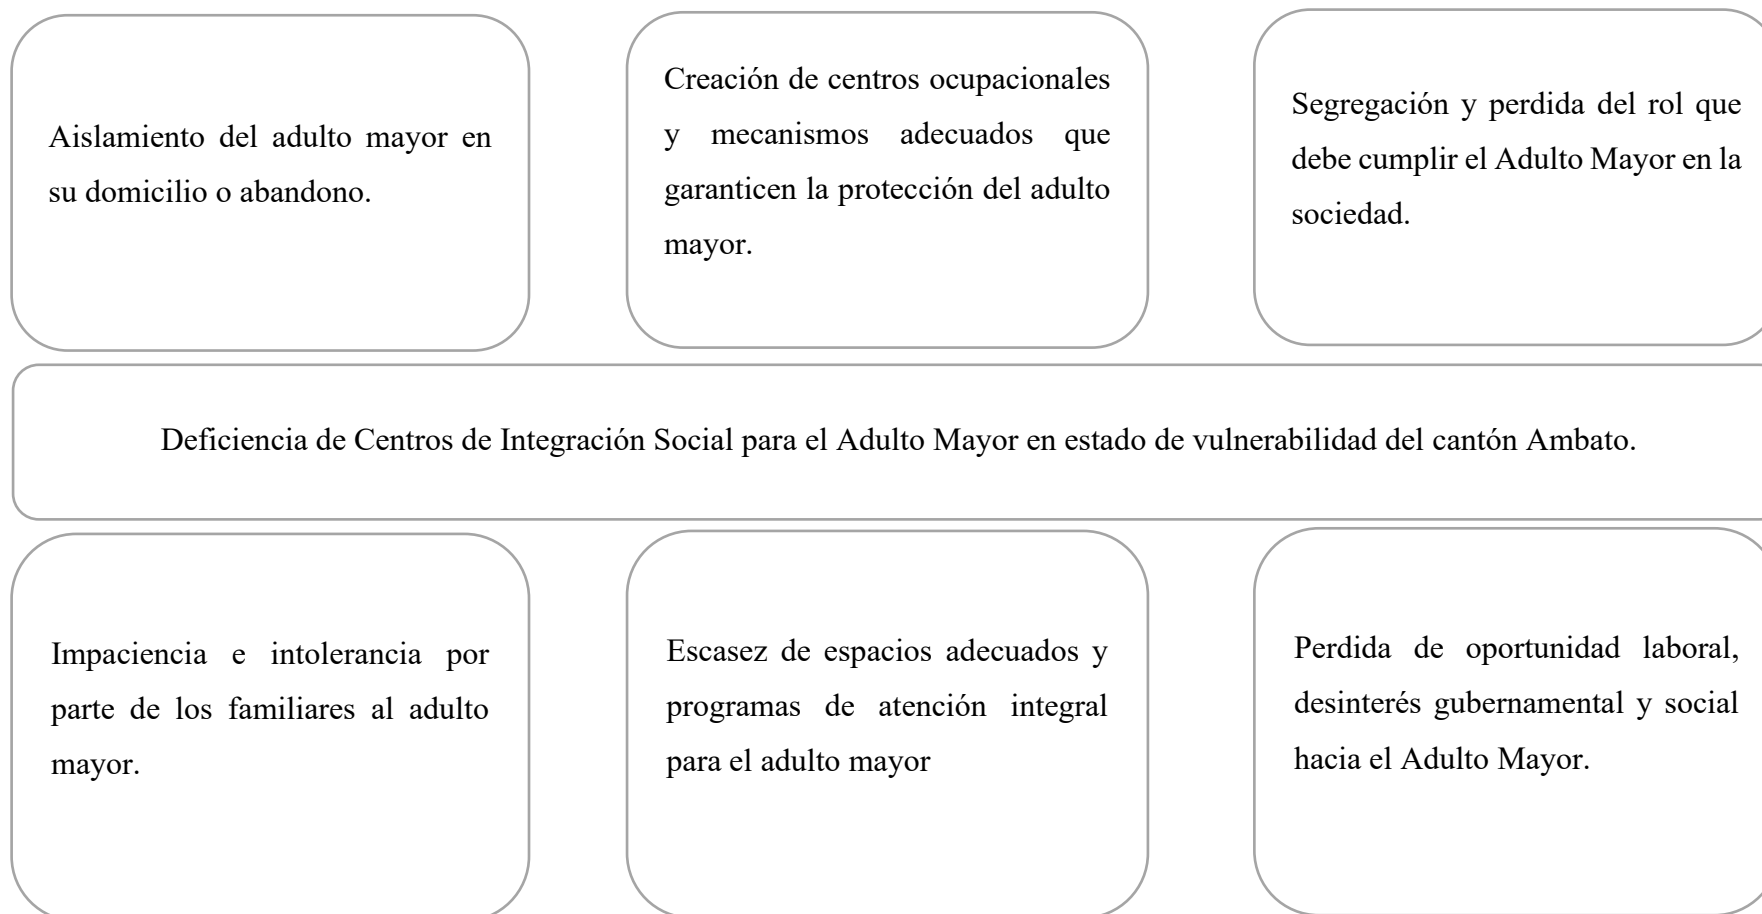 Aislamiento del adulto mayor en
su domicilio o abandono.
Creación de centros ocupacionales
y mecanismos adecuados que
garanticen la protección del adulto
mayor.
Segregación y perdida del rol que
debe cumplir el Adulto Mayor en la
sociedad.
Deficiencia de Centros de Integración Social para el Adulto Mayor en estado de vulnerabilidad del cantón Ambato.
Impaciencia e intolerancia por
parte de los familiares al adulto
mayor.
Escasez de espacios adecuados y
programas de atención integral
para el adulto mayor
Perdida de oportunidad laboral,
desinterés gubernamental y social
hacia el Adulto Mayor.